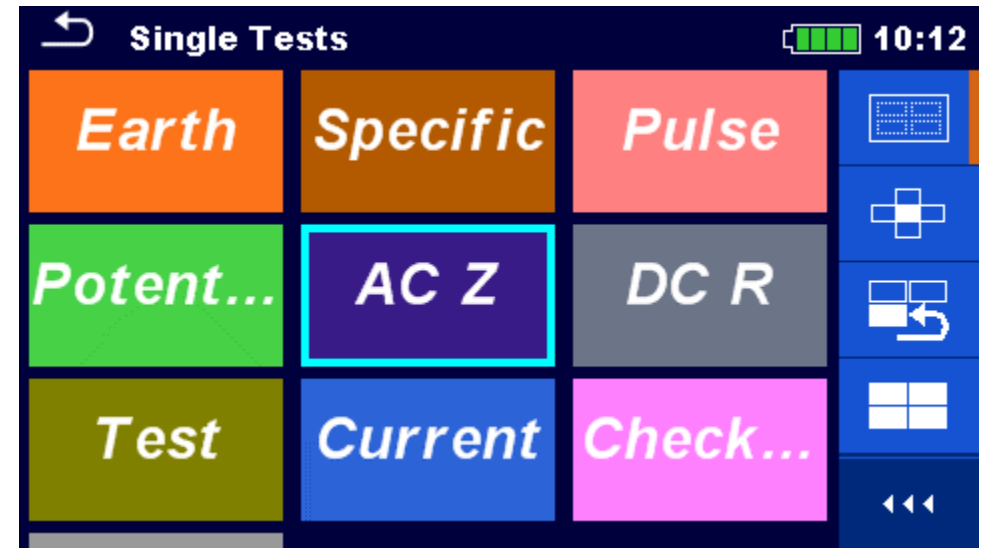 Single Tests 10:12
Earth Specific Pulse
Potent... AC Z DC R
Test Current Check...